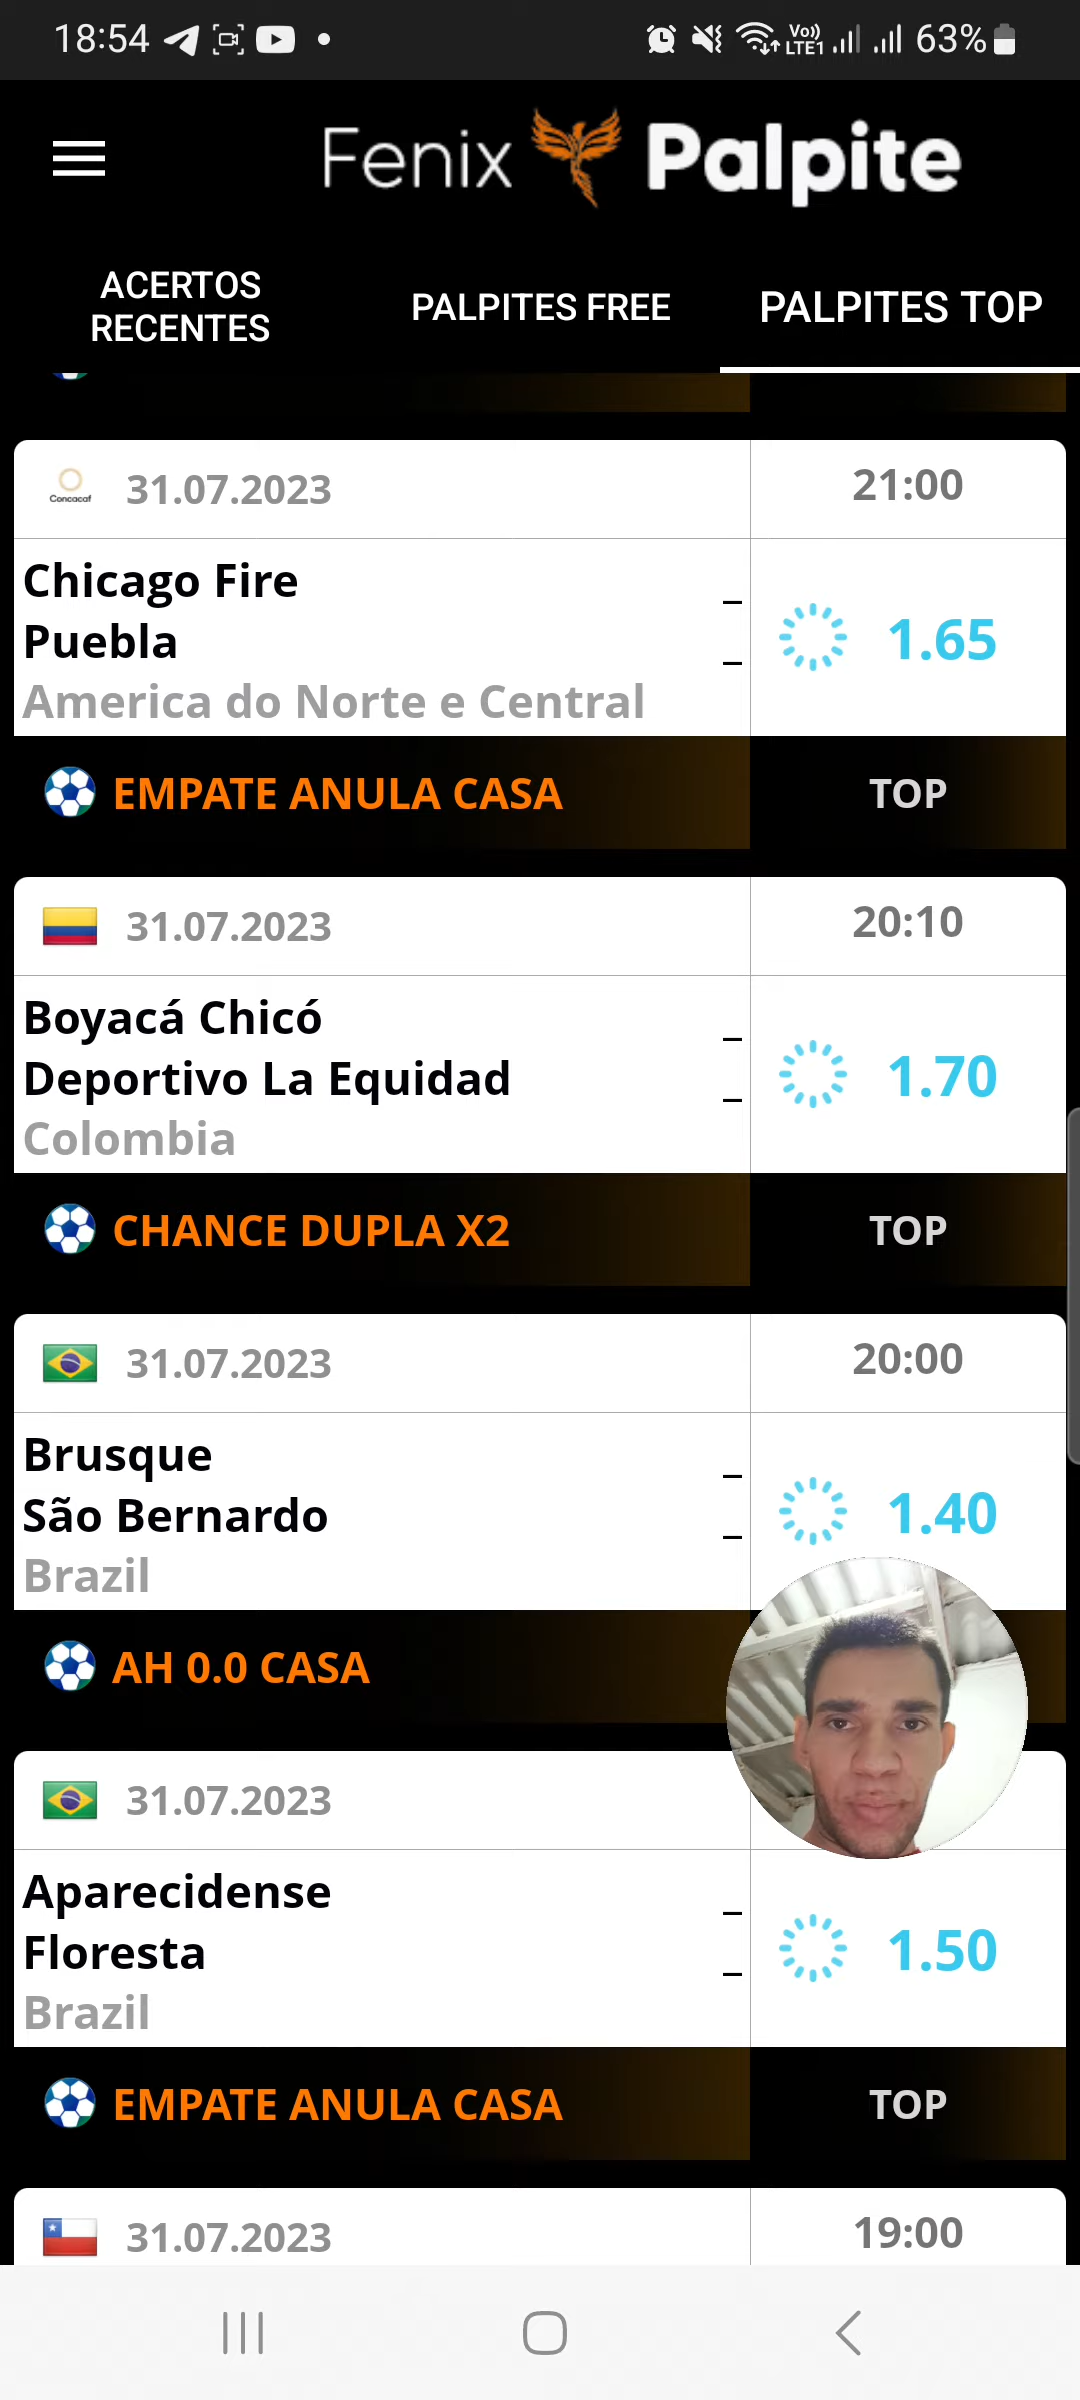 18:54
Vo))
LTE1
63%
Fenix Palpite
ACERTOS
RECENTES
PALPITES FREE
PALPITES TOP
Concacaf
31.07.2023
21:00
Chicago Fire
–
Puebla
–
1.65
America do Norte e Central
EMPATE ANULA CASA
TOP
31.07.2023
20:10
Boyacá Chicó
–
Deportivo La Equidad
–
1.70
Colombia
CHANCE DUPLA X2
TOP
31.07.2023
20:00
Brusque
–
São Bernardo
–
1.40
Brazil
AH 0.0 CASA
31.07.2023
Aparecidense
–
Floresta
–
1.50
Brazil
EMPATE ANULA CASA
TOP
31.07.2023
19:00